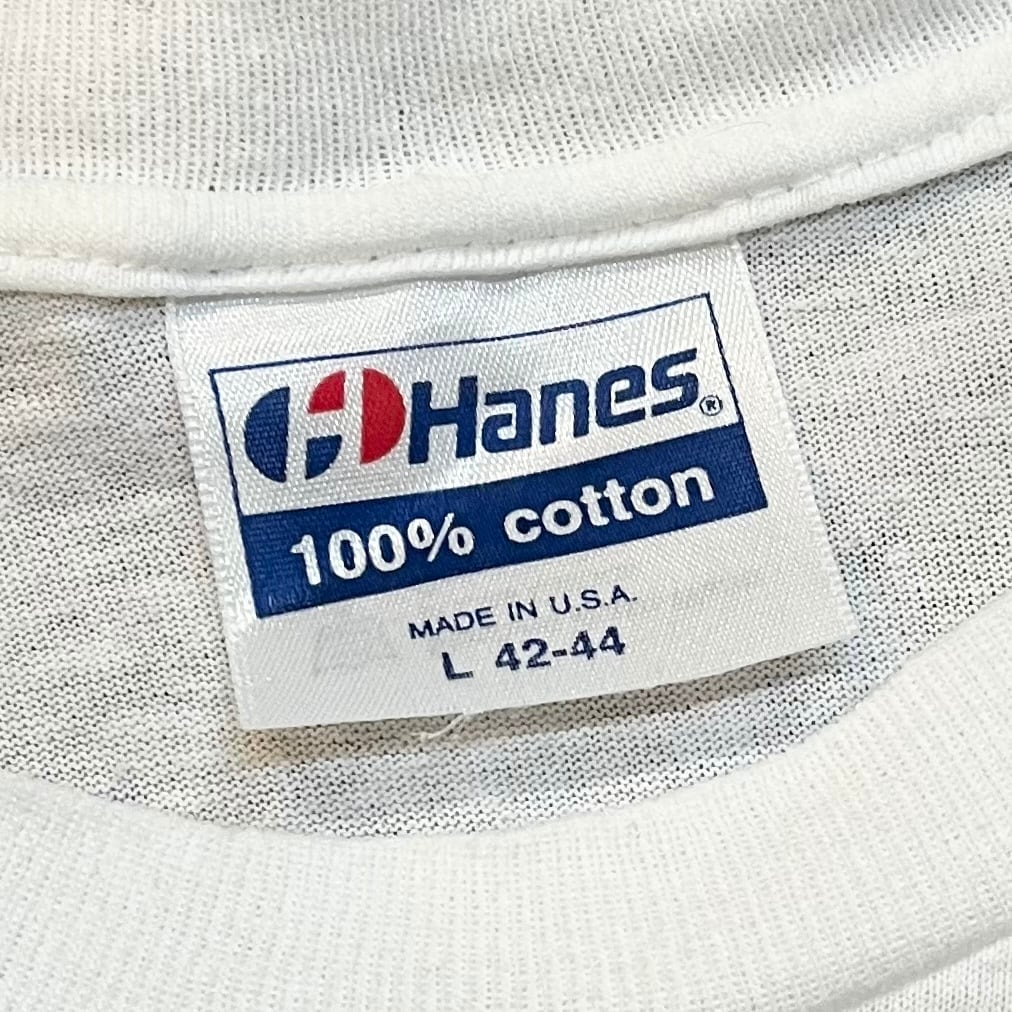 Hanes®
100% cotton
MADE IN U.S.A.
L 42-44